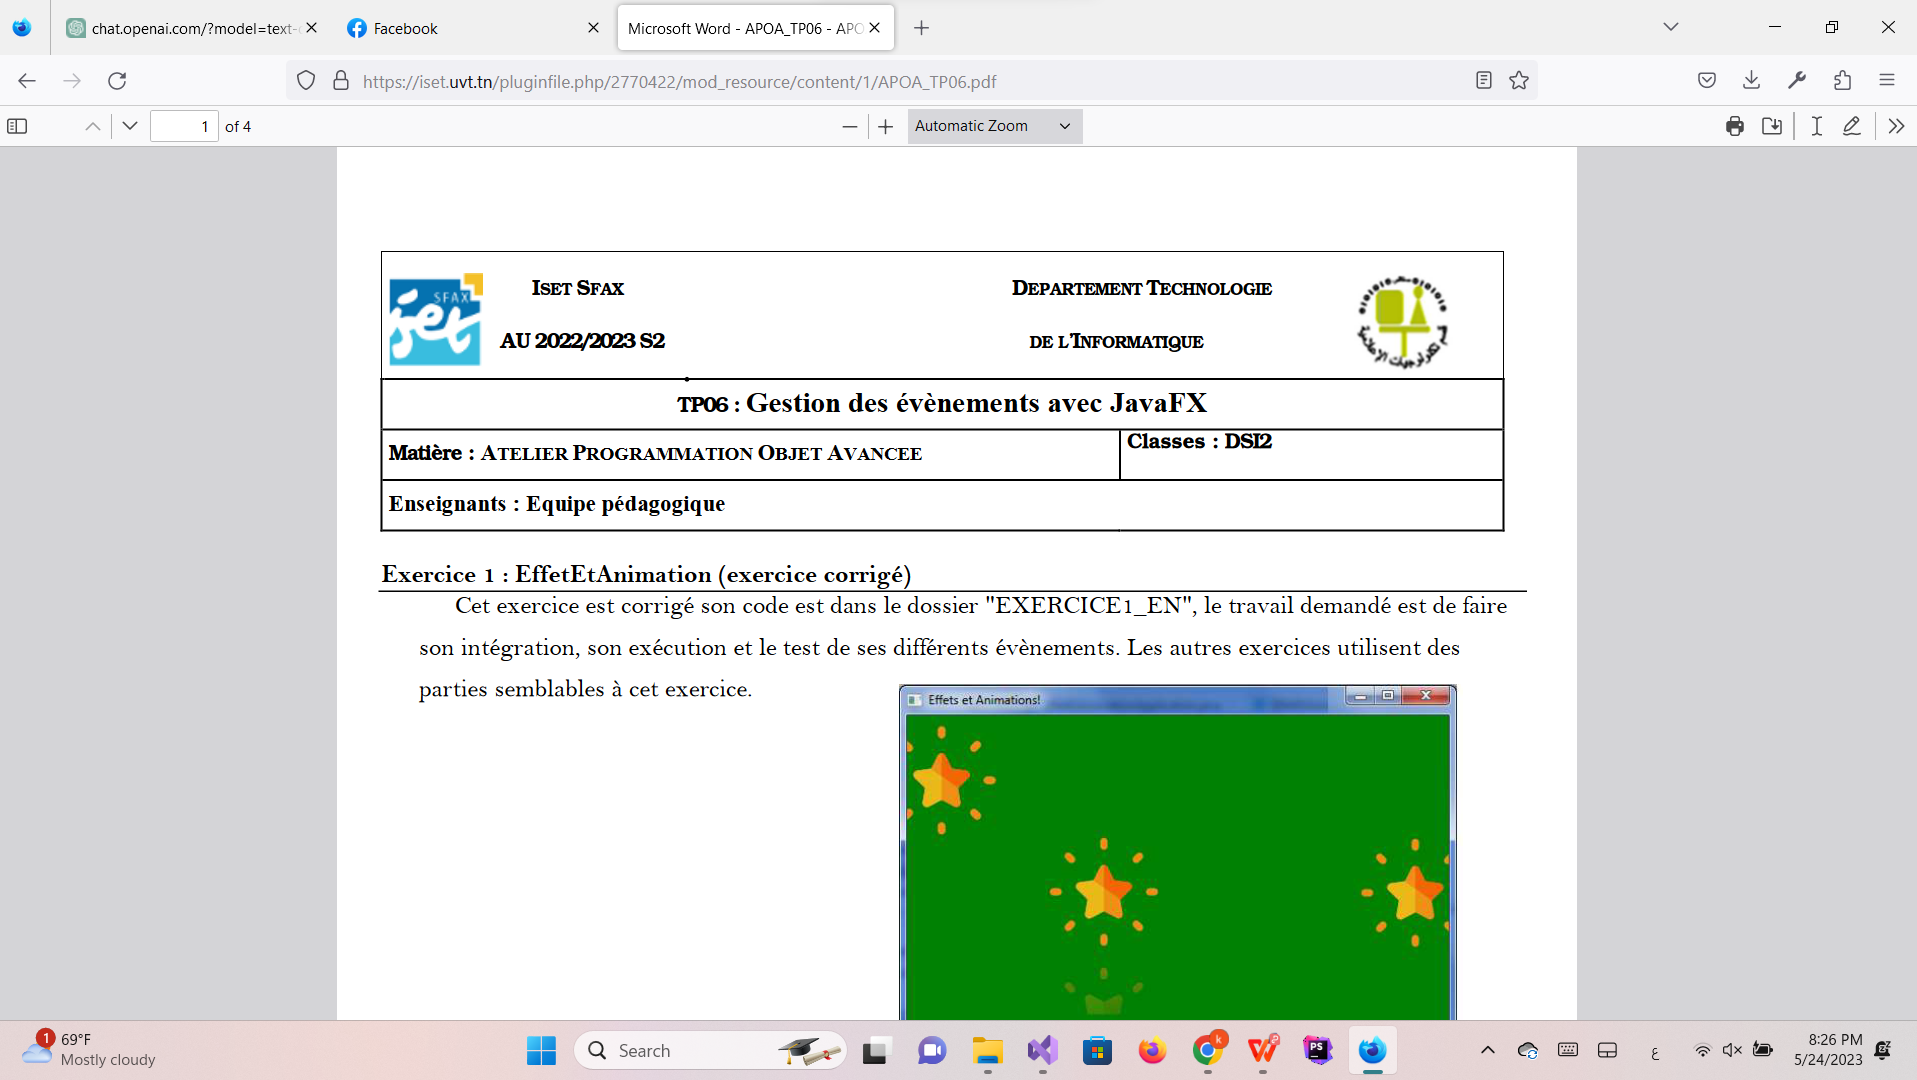 chat.openai.com/?model=text-
Facebook
Microsoft Word - APOA_TP06 - APO
https://iset.uvt.tn/pluginfile.php/2770422/mod_resource/content/1/APOA_TP06.pdf
1 of 4
Automatic Zoom
ISET SFAX
DEPARTEMENT TECHNOLOGIE
SFAX
AU 2022/2023 S2
DE L'INFORMATIQUE
TP06 : Gestion des évènements avec JavaFX
Matière : ATELIER PROGRAMMATION OBJET AVANCEE
Classes : DSI2
Enseignants : Equipe pédagogique
Exercice 1 : EffetEtAnimation (exercice corrigé)
Cet exercice est corrigé son code est dans le dossier "EXERCICE1_EN", le travail demandé est de faire
son intégration, son exécution et le test de ses différents évènements. Les autres exercices utilisent des
parties semblables à cet exercice.
Effets et Animations!
1
69°F
Mostly cloudy
Search
k
PS
ع
8:26 PM
5/24/2023